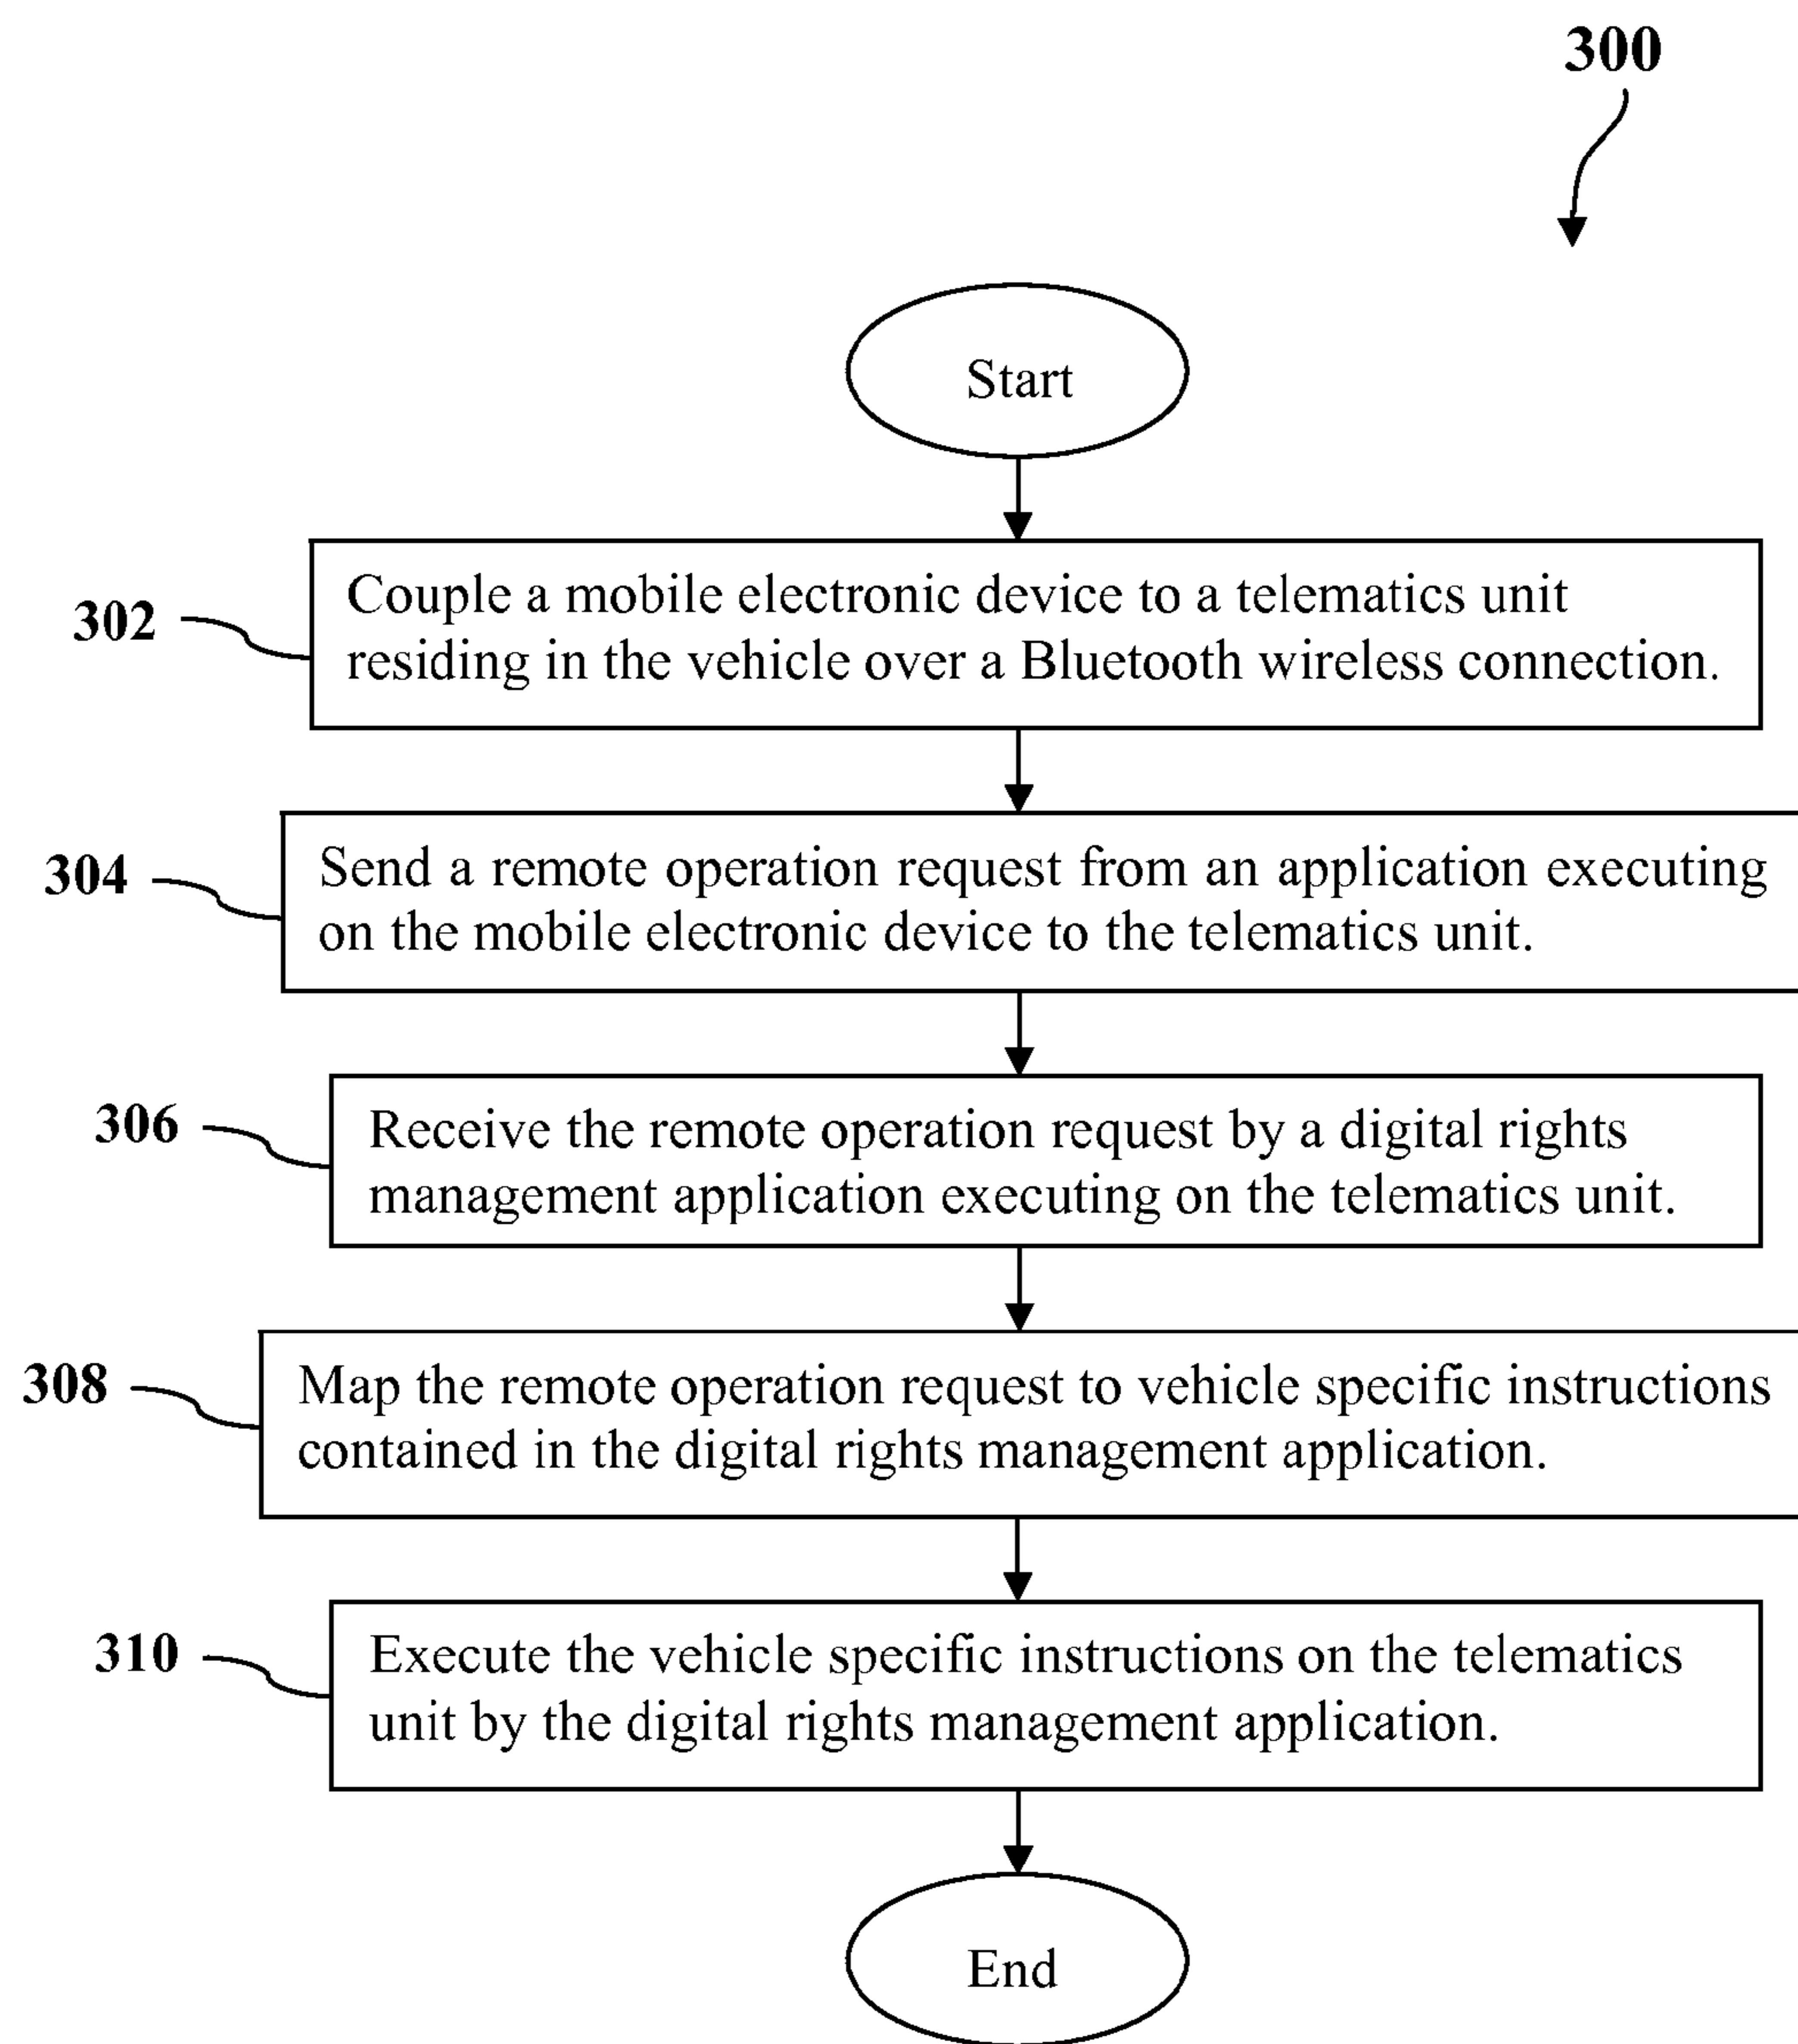 300
Start
302
Couple a mobile electronic device to a telematics unit
residing in the vehicle over a Bluetooth wireless connection.
304
Send a remote operation request from an application executing
on the mobile electronic device to the telematics unit.
306
Receive the remote operation request by a digital rights
management application executing on the telematics unit.
308
Map the remote operation request to vehicle specific instructions
contained in the digital rights management application.
310
Execute the vehicle specific instructions on the telematics
unit by the digital rights management application.
End